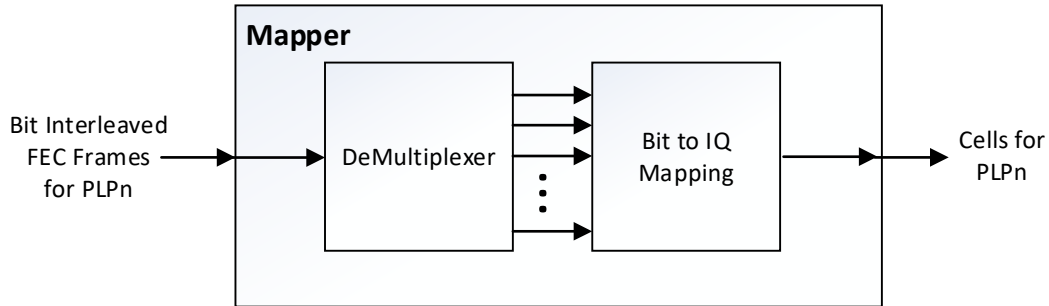 Mapper
Bit Interleaved
FEC Frames
for PLPn
DeMultiplexer
Bit to IQ
Mapping
Cells for
PLPn